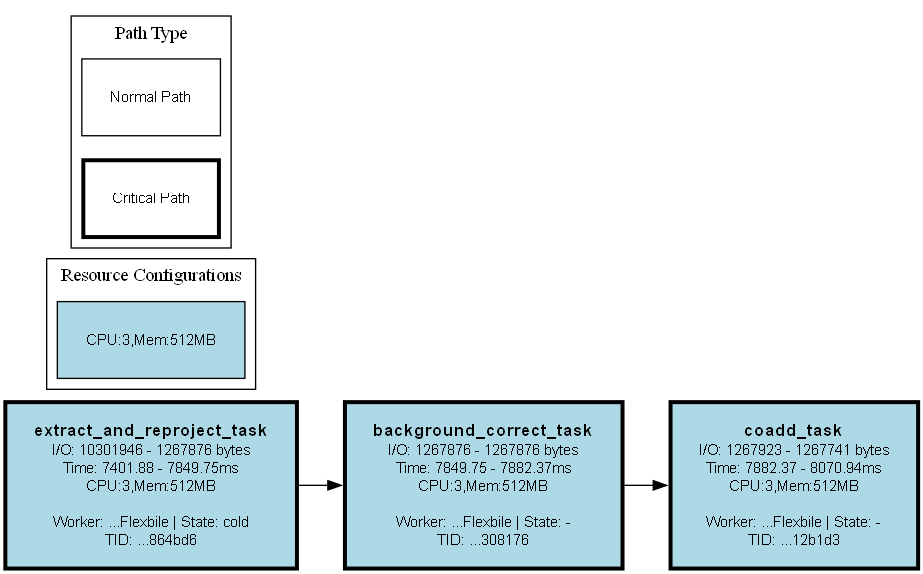 Path Type
Normal Path
Critical Path
Resource Configurations
CPU:3,Mem:512MB
extract_and_reproject_task
I/O: 10301946 - 1267876 bytes
Time: 7401.88 - 7849.75ms
CPU:3,Mem:512MB
Worker: ...Flexbile | State: cold
TID: ...864bd6
background_correct_task
I/O: 1267876 - 1267876 bytes
Time: 7849.75 - 7882.37ms
CPU:3,Mem:512MB
Worker: ...Flexbile | State: -
TID: ...308176
coadd_task
I/O: 1267923 - 1267741 bytes
Time: 7882.37 - 8070.94ms
CPU:3,Mem:512MB
Worker: ...Flexbile | State: -
TID: ...12b1d3